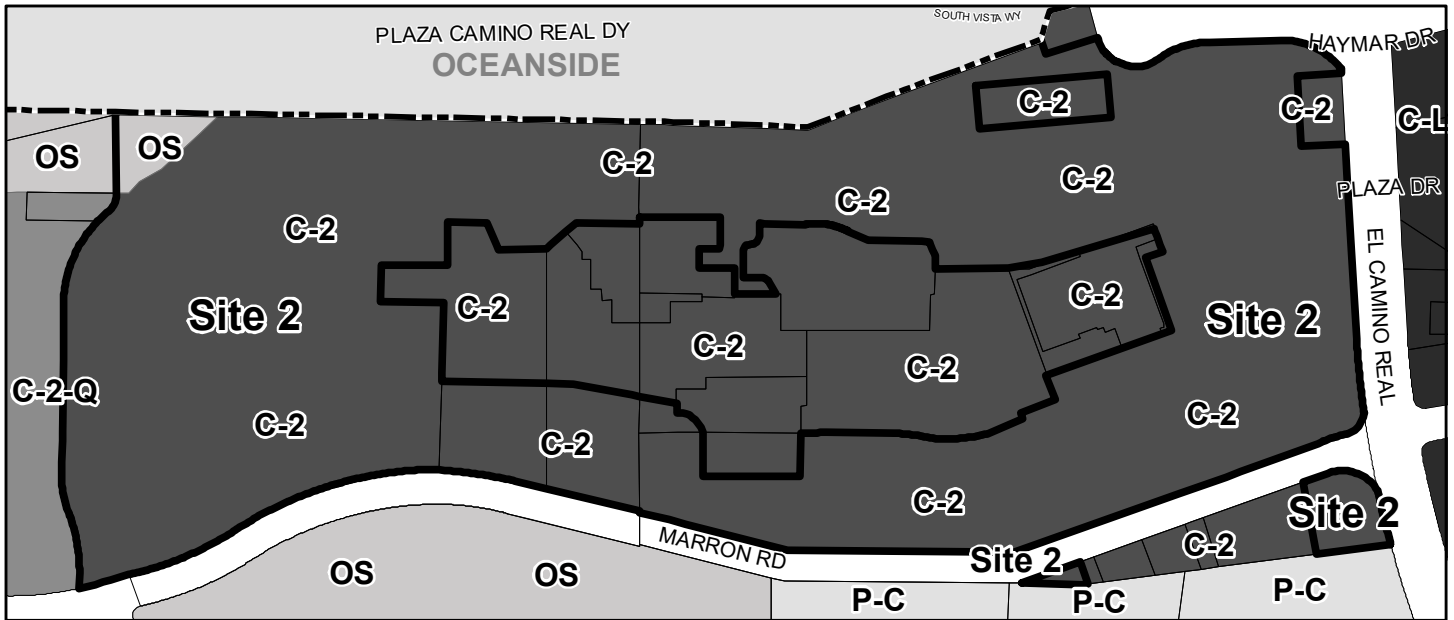 SOUTH VISTA WY
PLAZA CAMINO REAL DY
HAYMAR DR
OCEANSIDE
C-2
C-2
C-L
OS
OS
C-2
C-2
PLAZA DR
C-2
C-2
EL CAMINO REAL
C-2
C-2
Site 2
Site 2
C-2
C-2
C-2-Q
C-2
C-2
C-2
C-2
Site 2
MARRON RD
C-2
Site 2
OS
OS
P-C
P-C
P-C